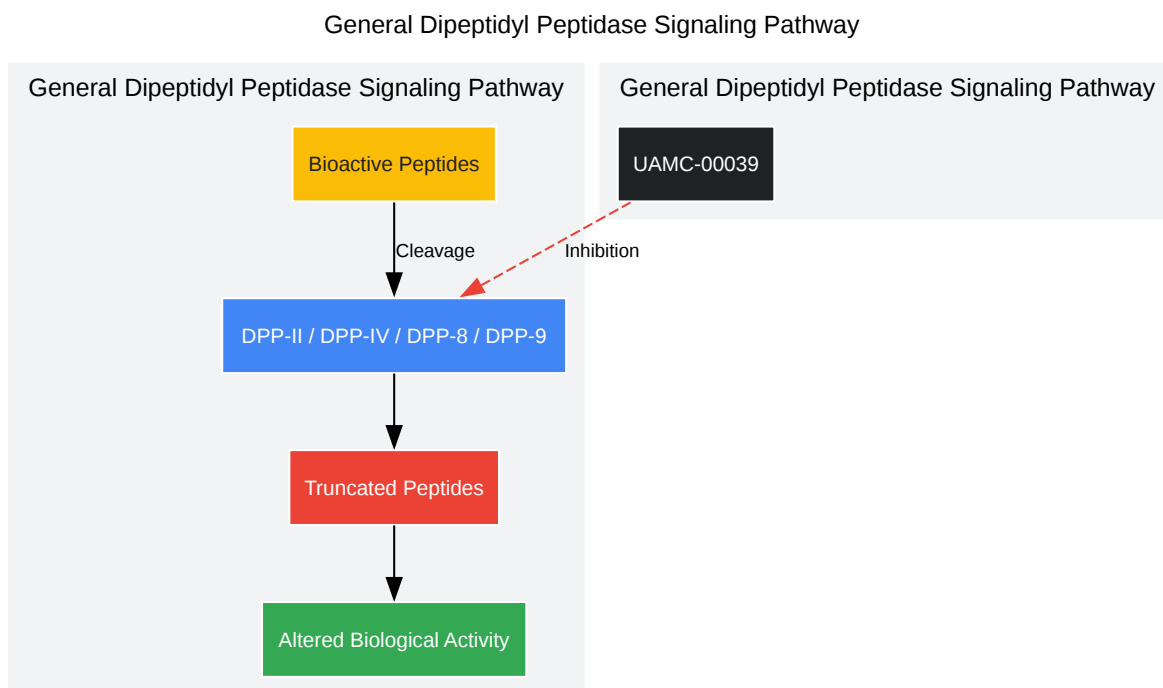 General Dipeptidyl Peptidase Signaling Pathway
General Dipeptidyl Peptidase Signaling Pathway
General Dipeptidyl Peptidase Signaling Pathway
Bioactive Peptides
UAMC-00039
Cleavage
Inhibition
DPP-II / DPP-IV / DPP-8 / DPP-9
Truncated Peptides
Altered Biological Activity